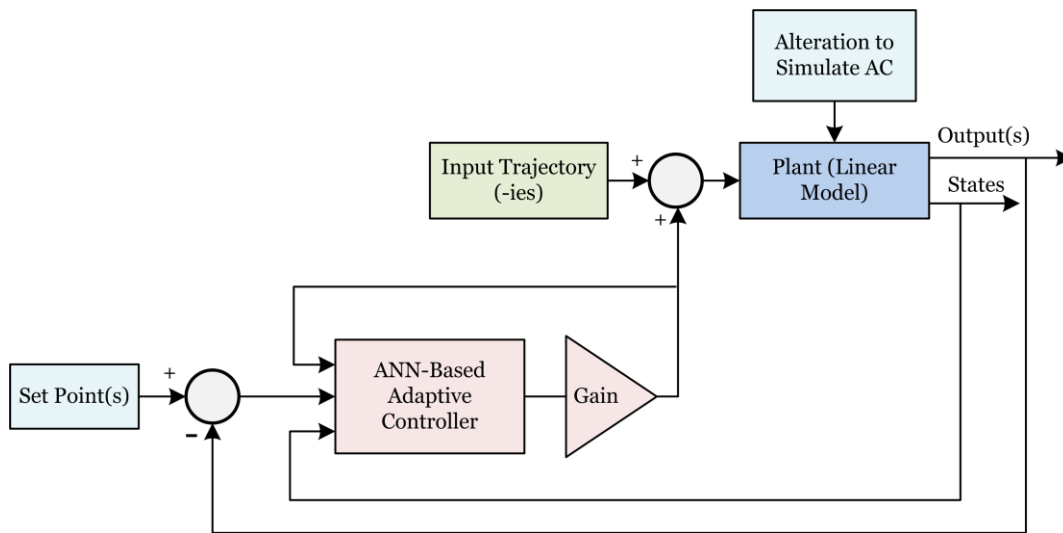 Alteration to
Simulate AC
Output(s)
Input Trajectory
(-ies)
+
Plant (Linear
Model)
States
+
ANN-Based
Adaptive
Controller
Gain
Set Point(s)
+
-